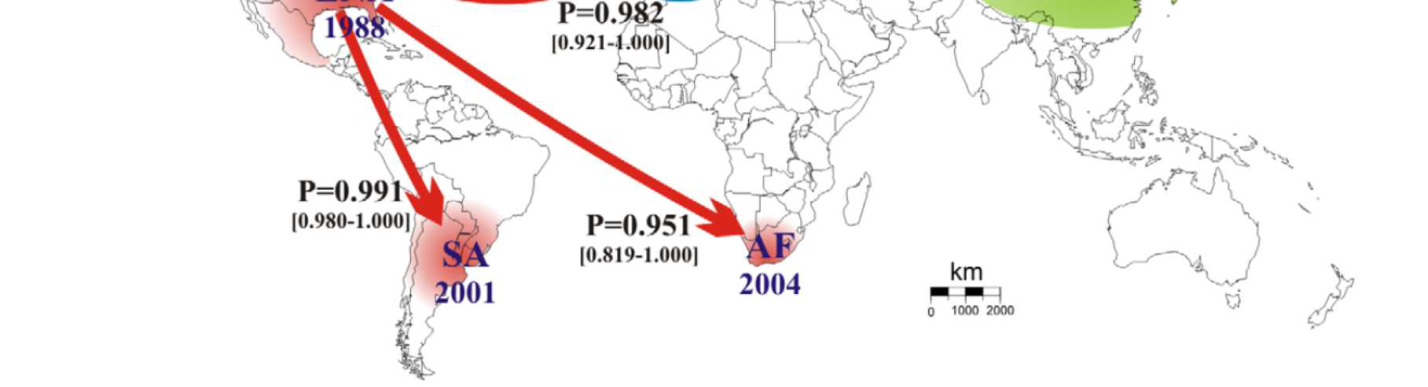 1988
P=0.982
[0.921-1.000]
P=0.991
[0.980-1.000]
SA
2001
P=0.951
[0.819-1.000]
AF
2004
km
0 1000 2000